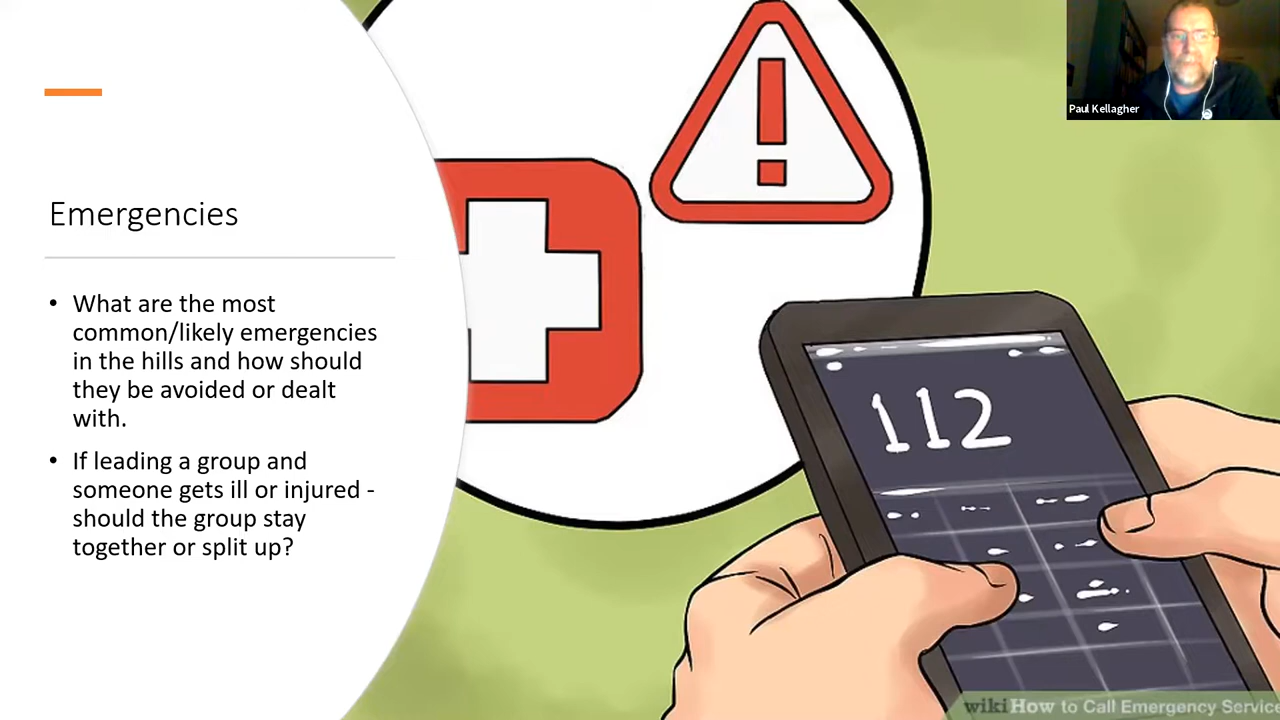 Paul Kellagher
Emergencies
• What are the most
common/likely emergencies
in the hills and how should
they be avoided or dealt
with.
• If leading a group and
someone gets ill or injured -
should the group stay
together or split up?
112
wikiHow to Call Emergency Service